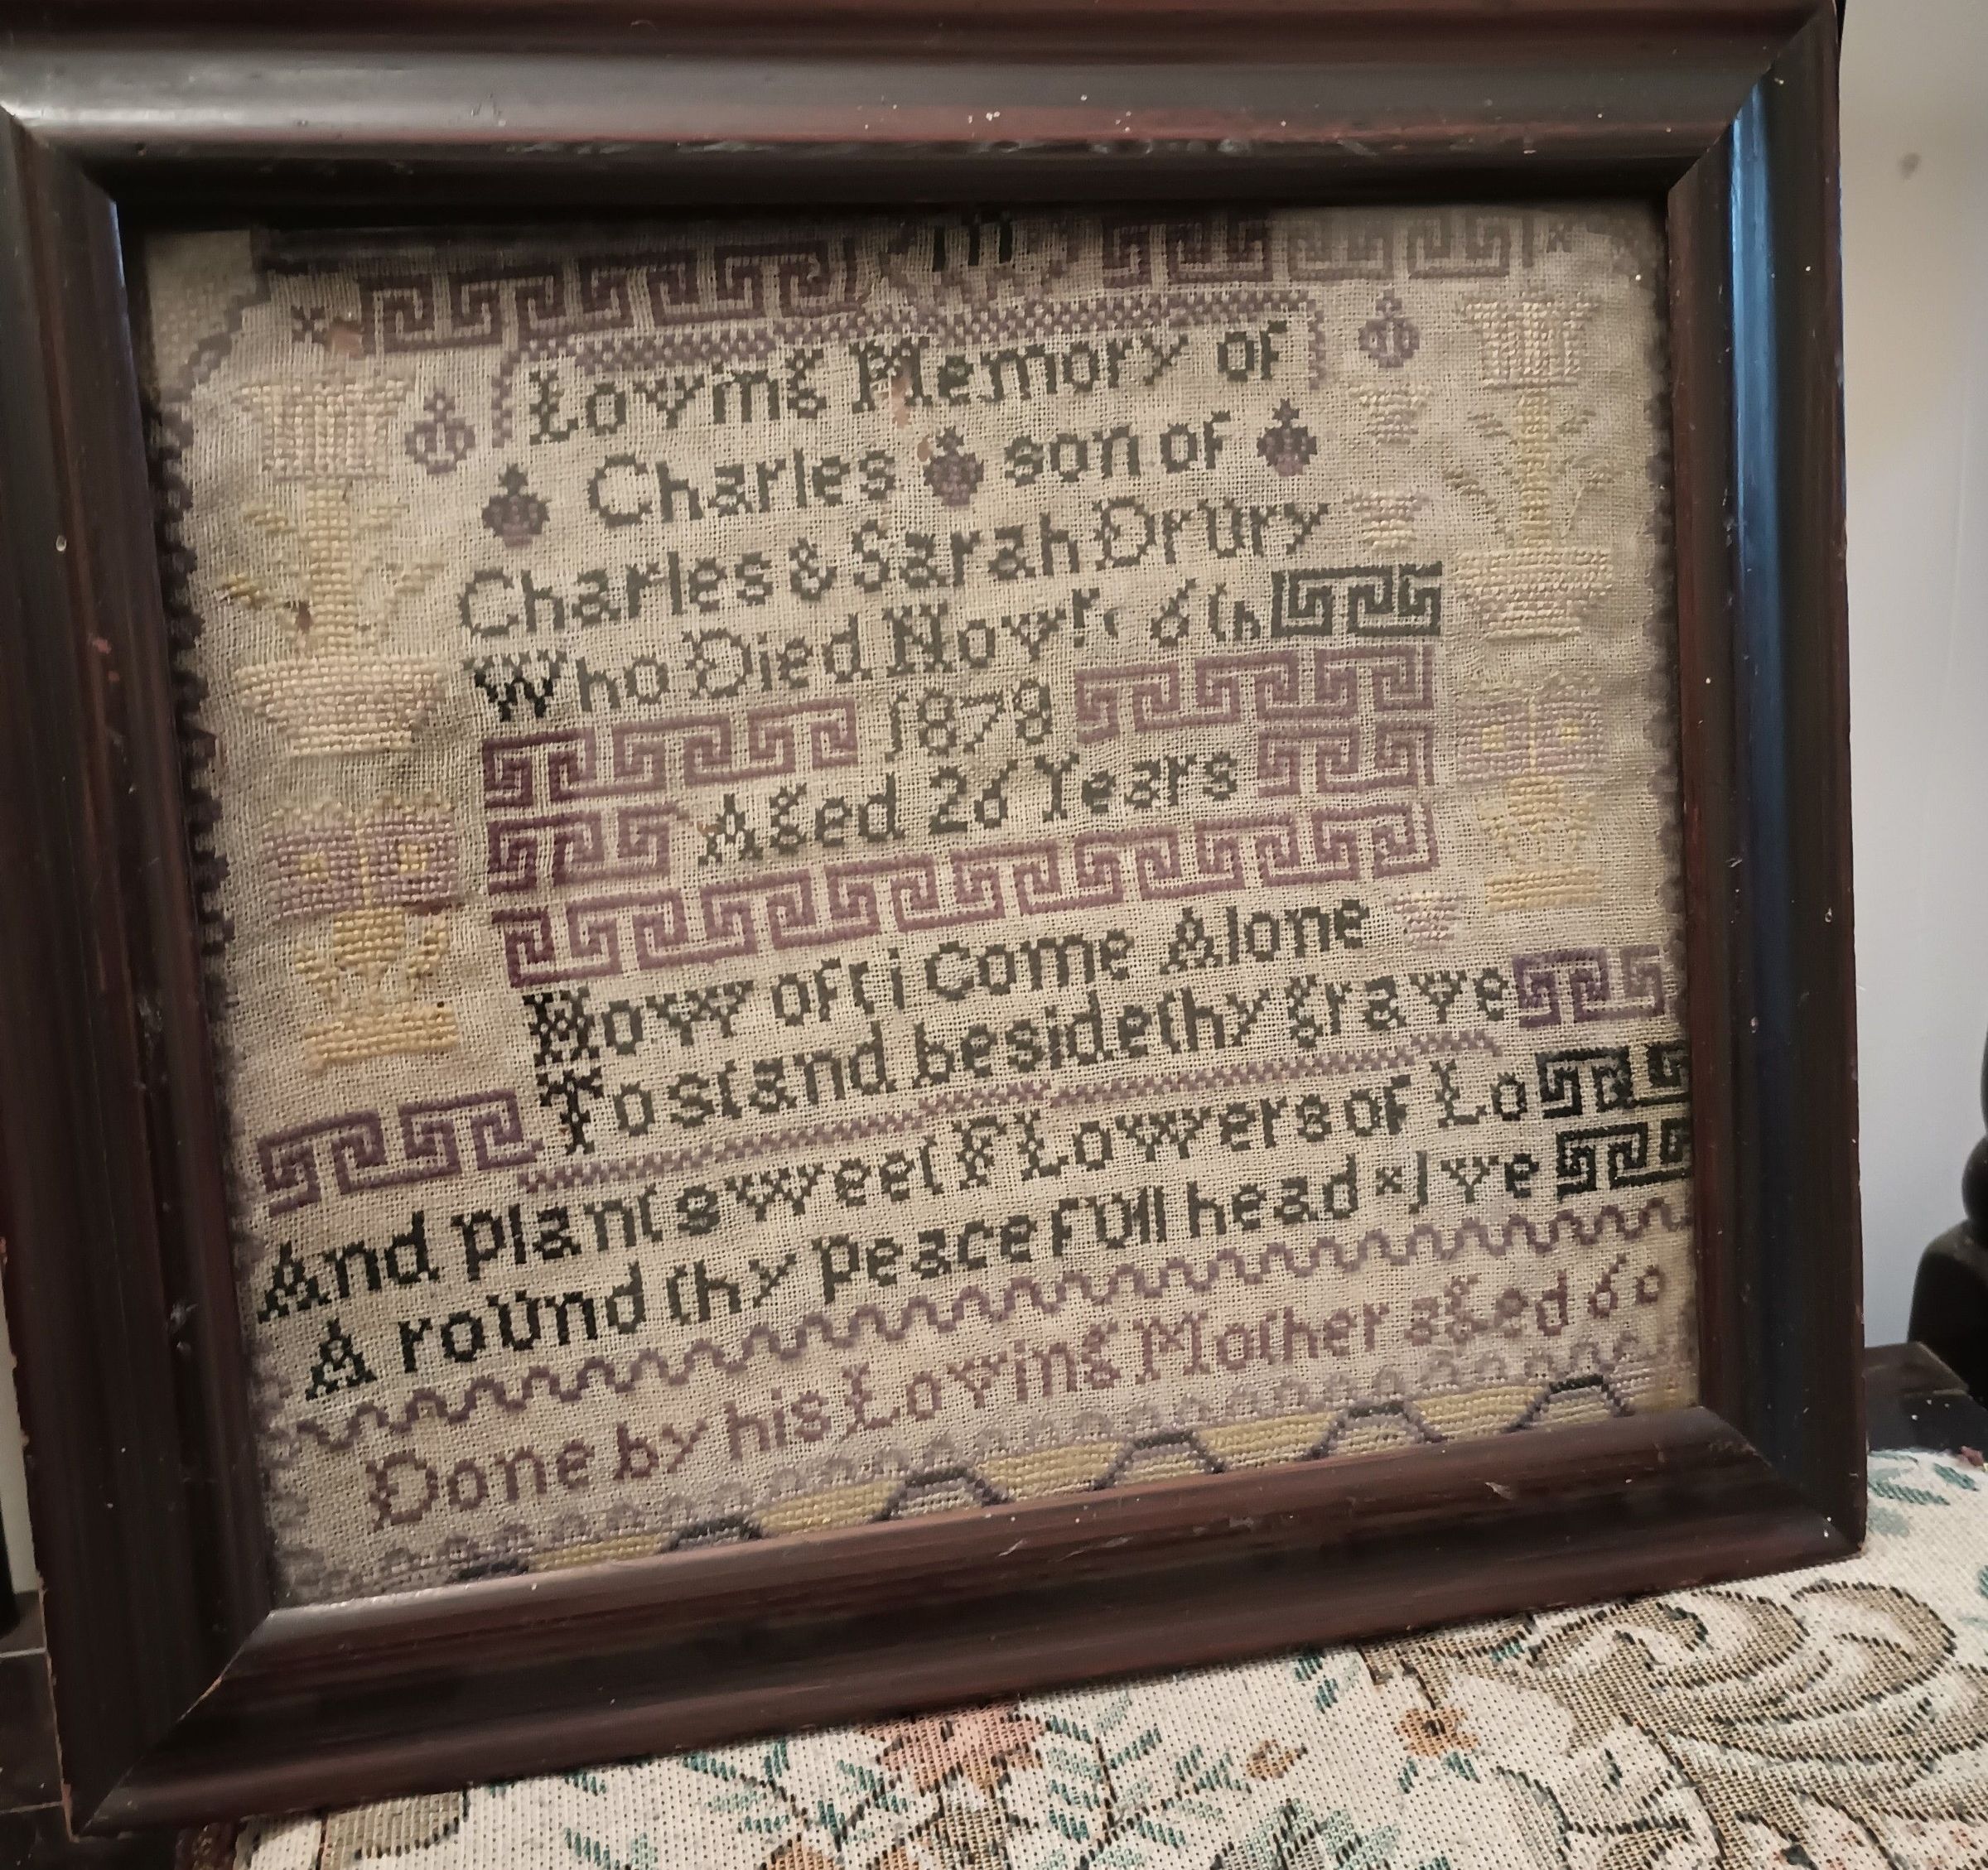 In
Loving Memory of
Charles son of
Charles & Sarah Drury
Who Died Novr 6th
1878
Aged 26 Years
How oft i Come Alone
To stand beside thy grave
And plant sweet FLowers of Lo
A round thy PeaceFUll head x ve
Done by his Loving Mother aged 60